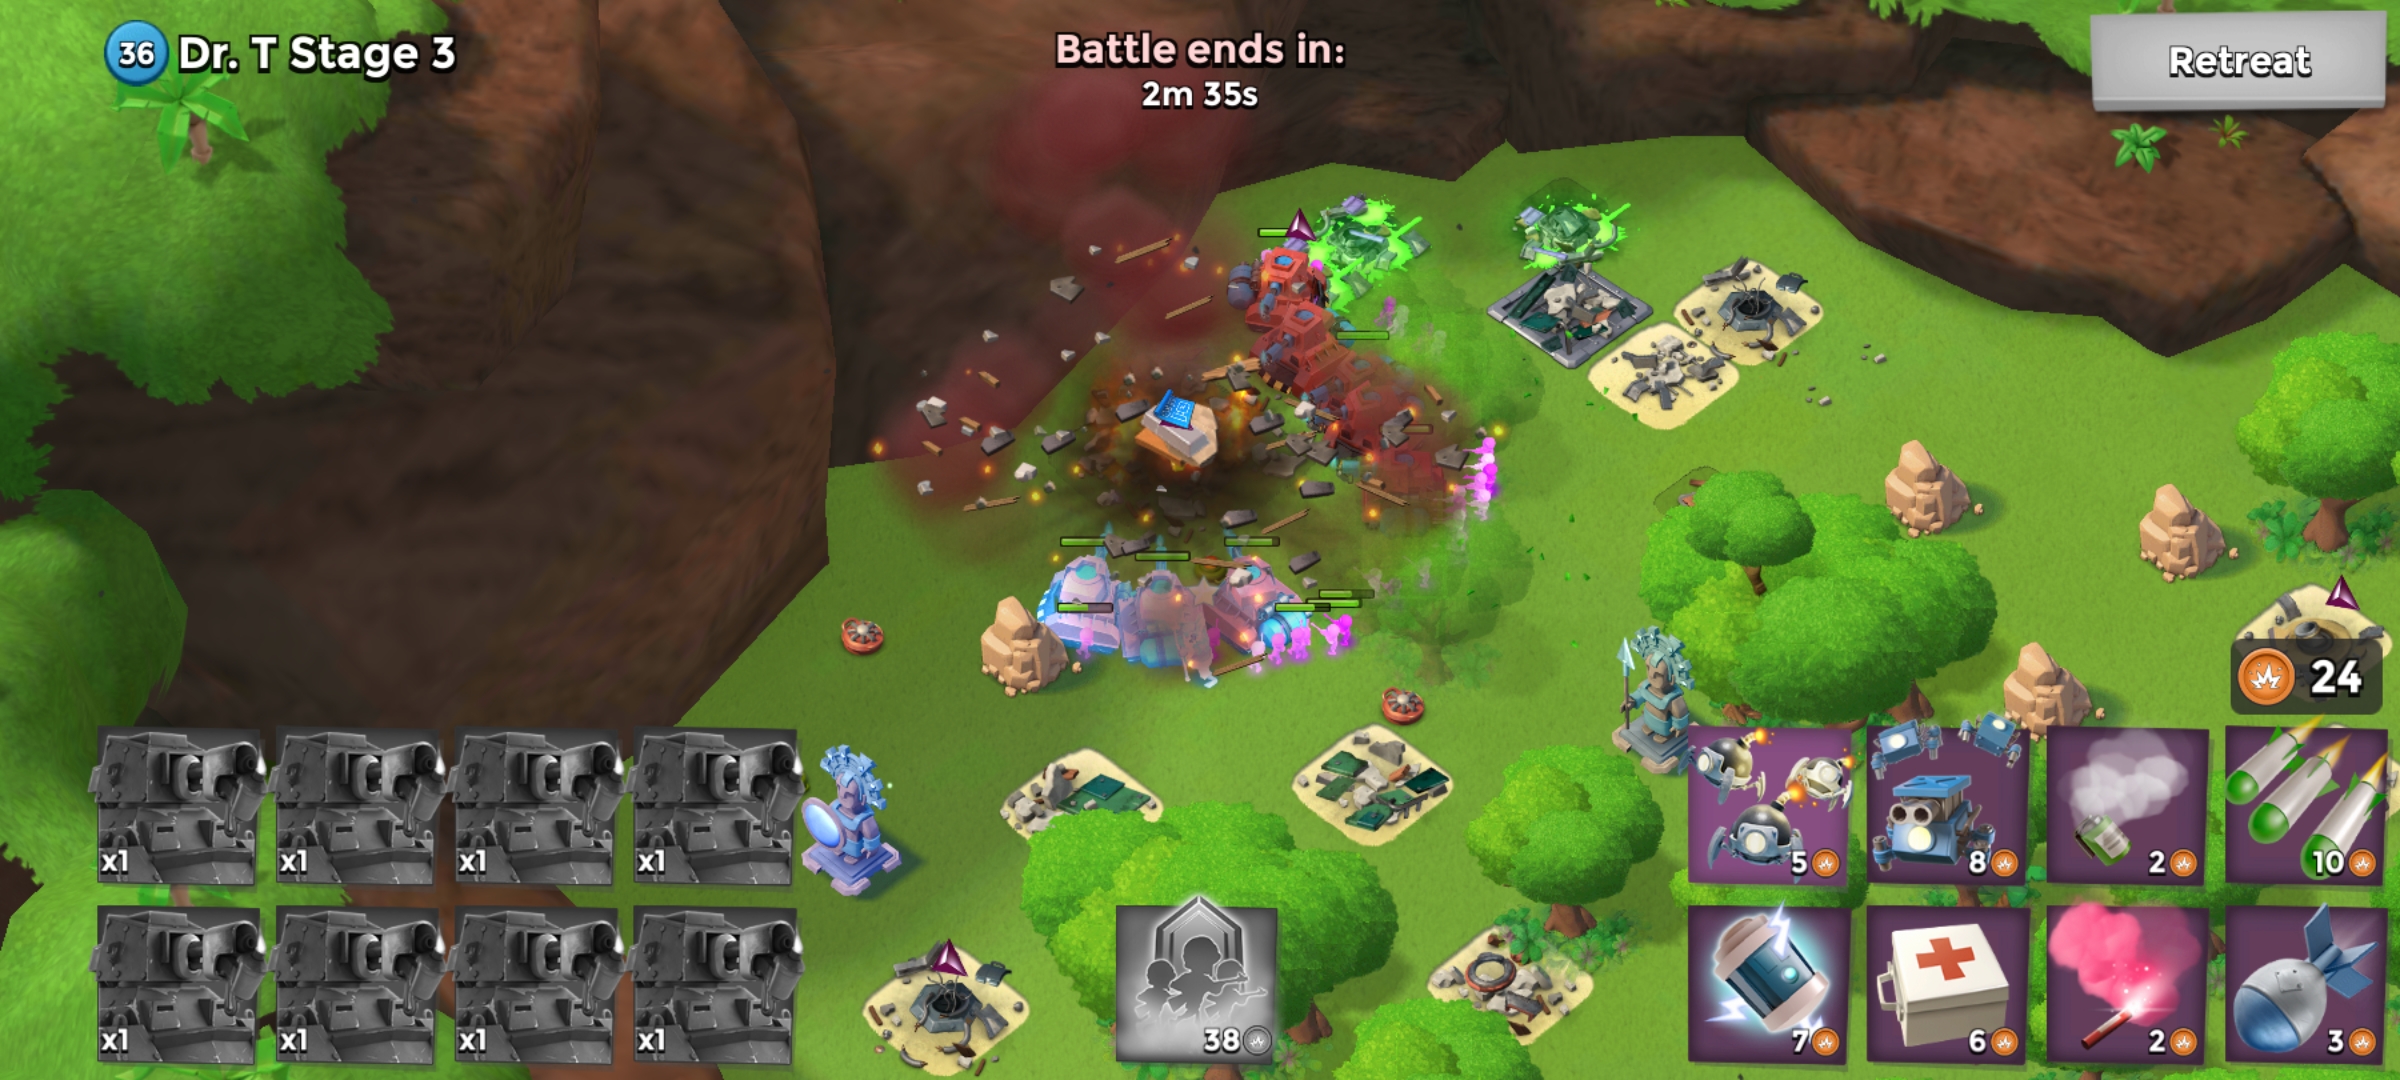 36 Dr. T Stage 3
Battle ends in:
2m 35s
Retreat
24
x1 x1 x1 x1
5 8 2 10
x1 x1 x1 x1
38
7 6 2 3